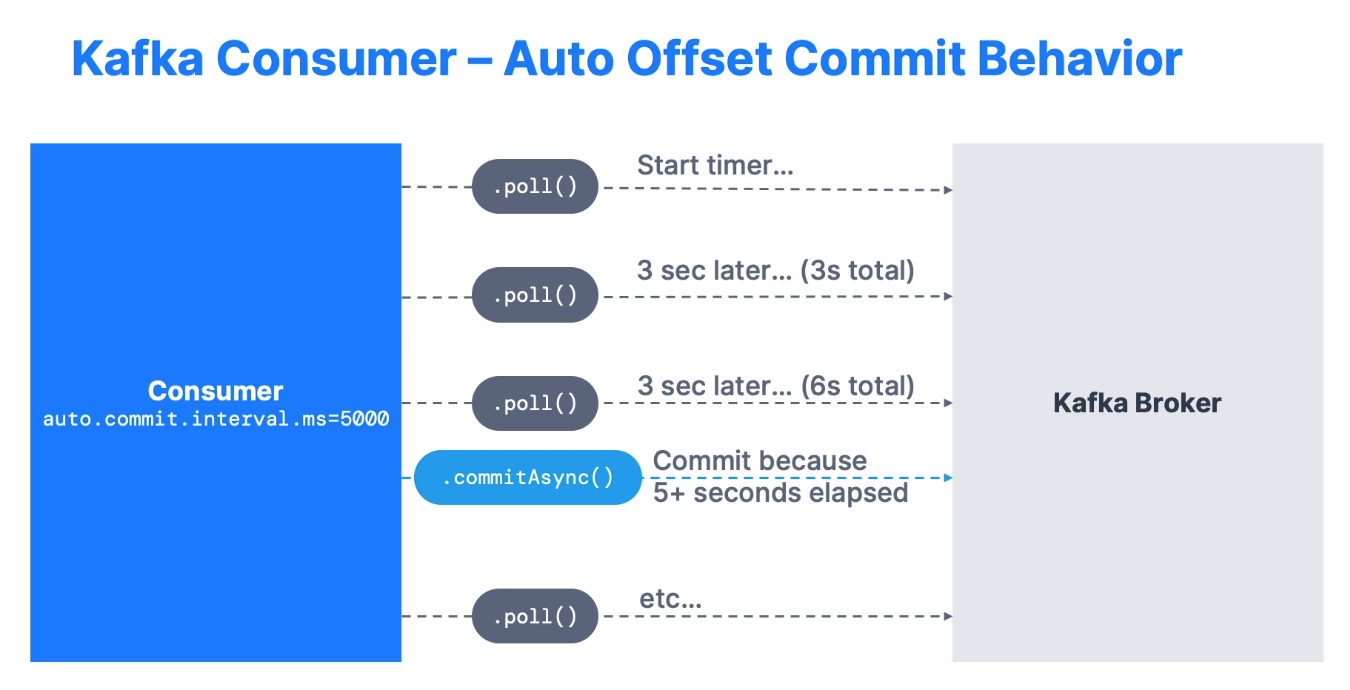 Kafka Consumer – Auto Offset Commit Behavior
.poll() Start timer...
.poll() 3 sec later... (3s total)
Consumer
auto.commit.interval.ms=5000
.poll() 3 sec later... (6s total)
Kafka Broker
.commitAsync() Commit because
5+ seconds elapsed
.poll() etc...